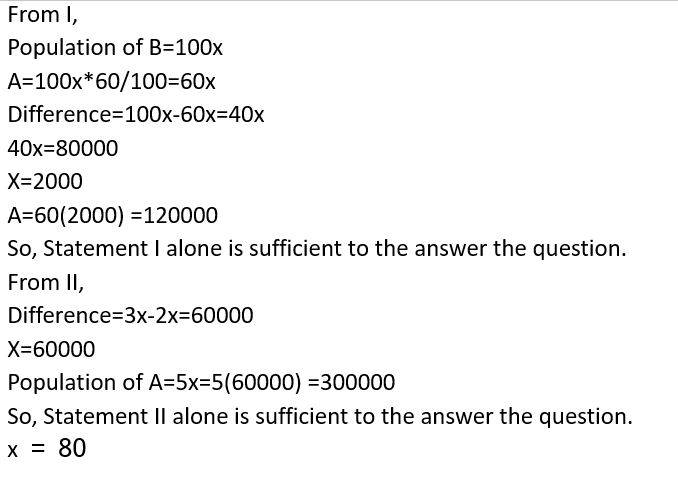 From I,
Population of B=100x
A=100x*60/100=60x
Difference=100x-60x=40x
40x=80000
X=2000
A=60(2000) =120000
So, Statement I alone is sufficient to the answer the question.
From II,
Difference=3x-2x=60000
X=60000
Population of A=5x=5(60000) =300000
So, Statement II alone is sufficient to the answer the question.
x = 80